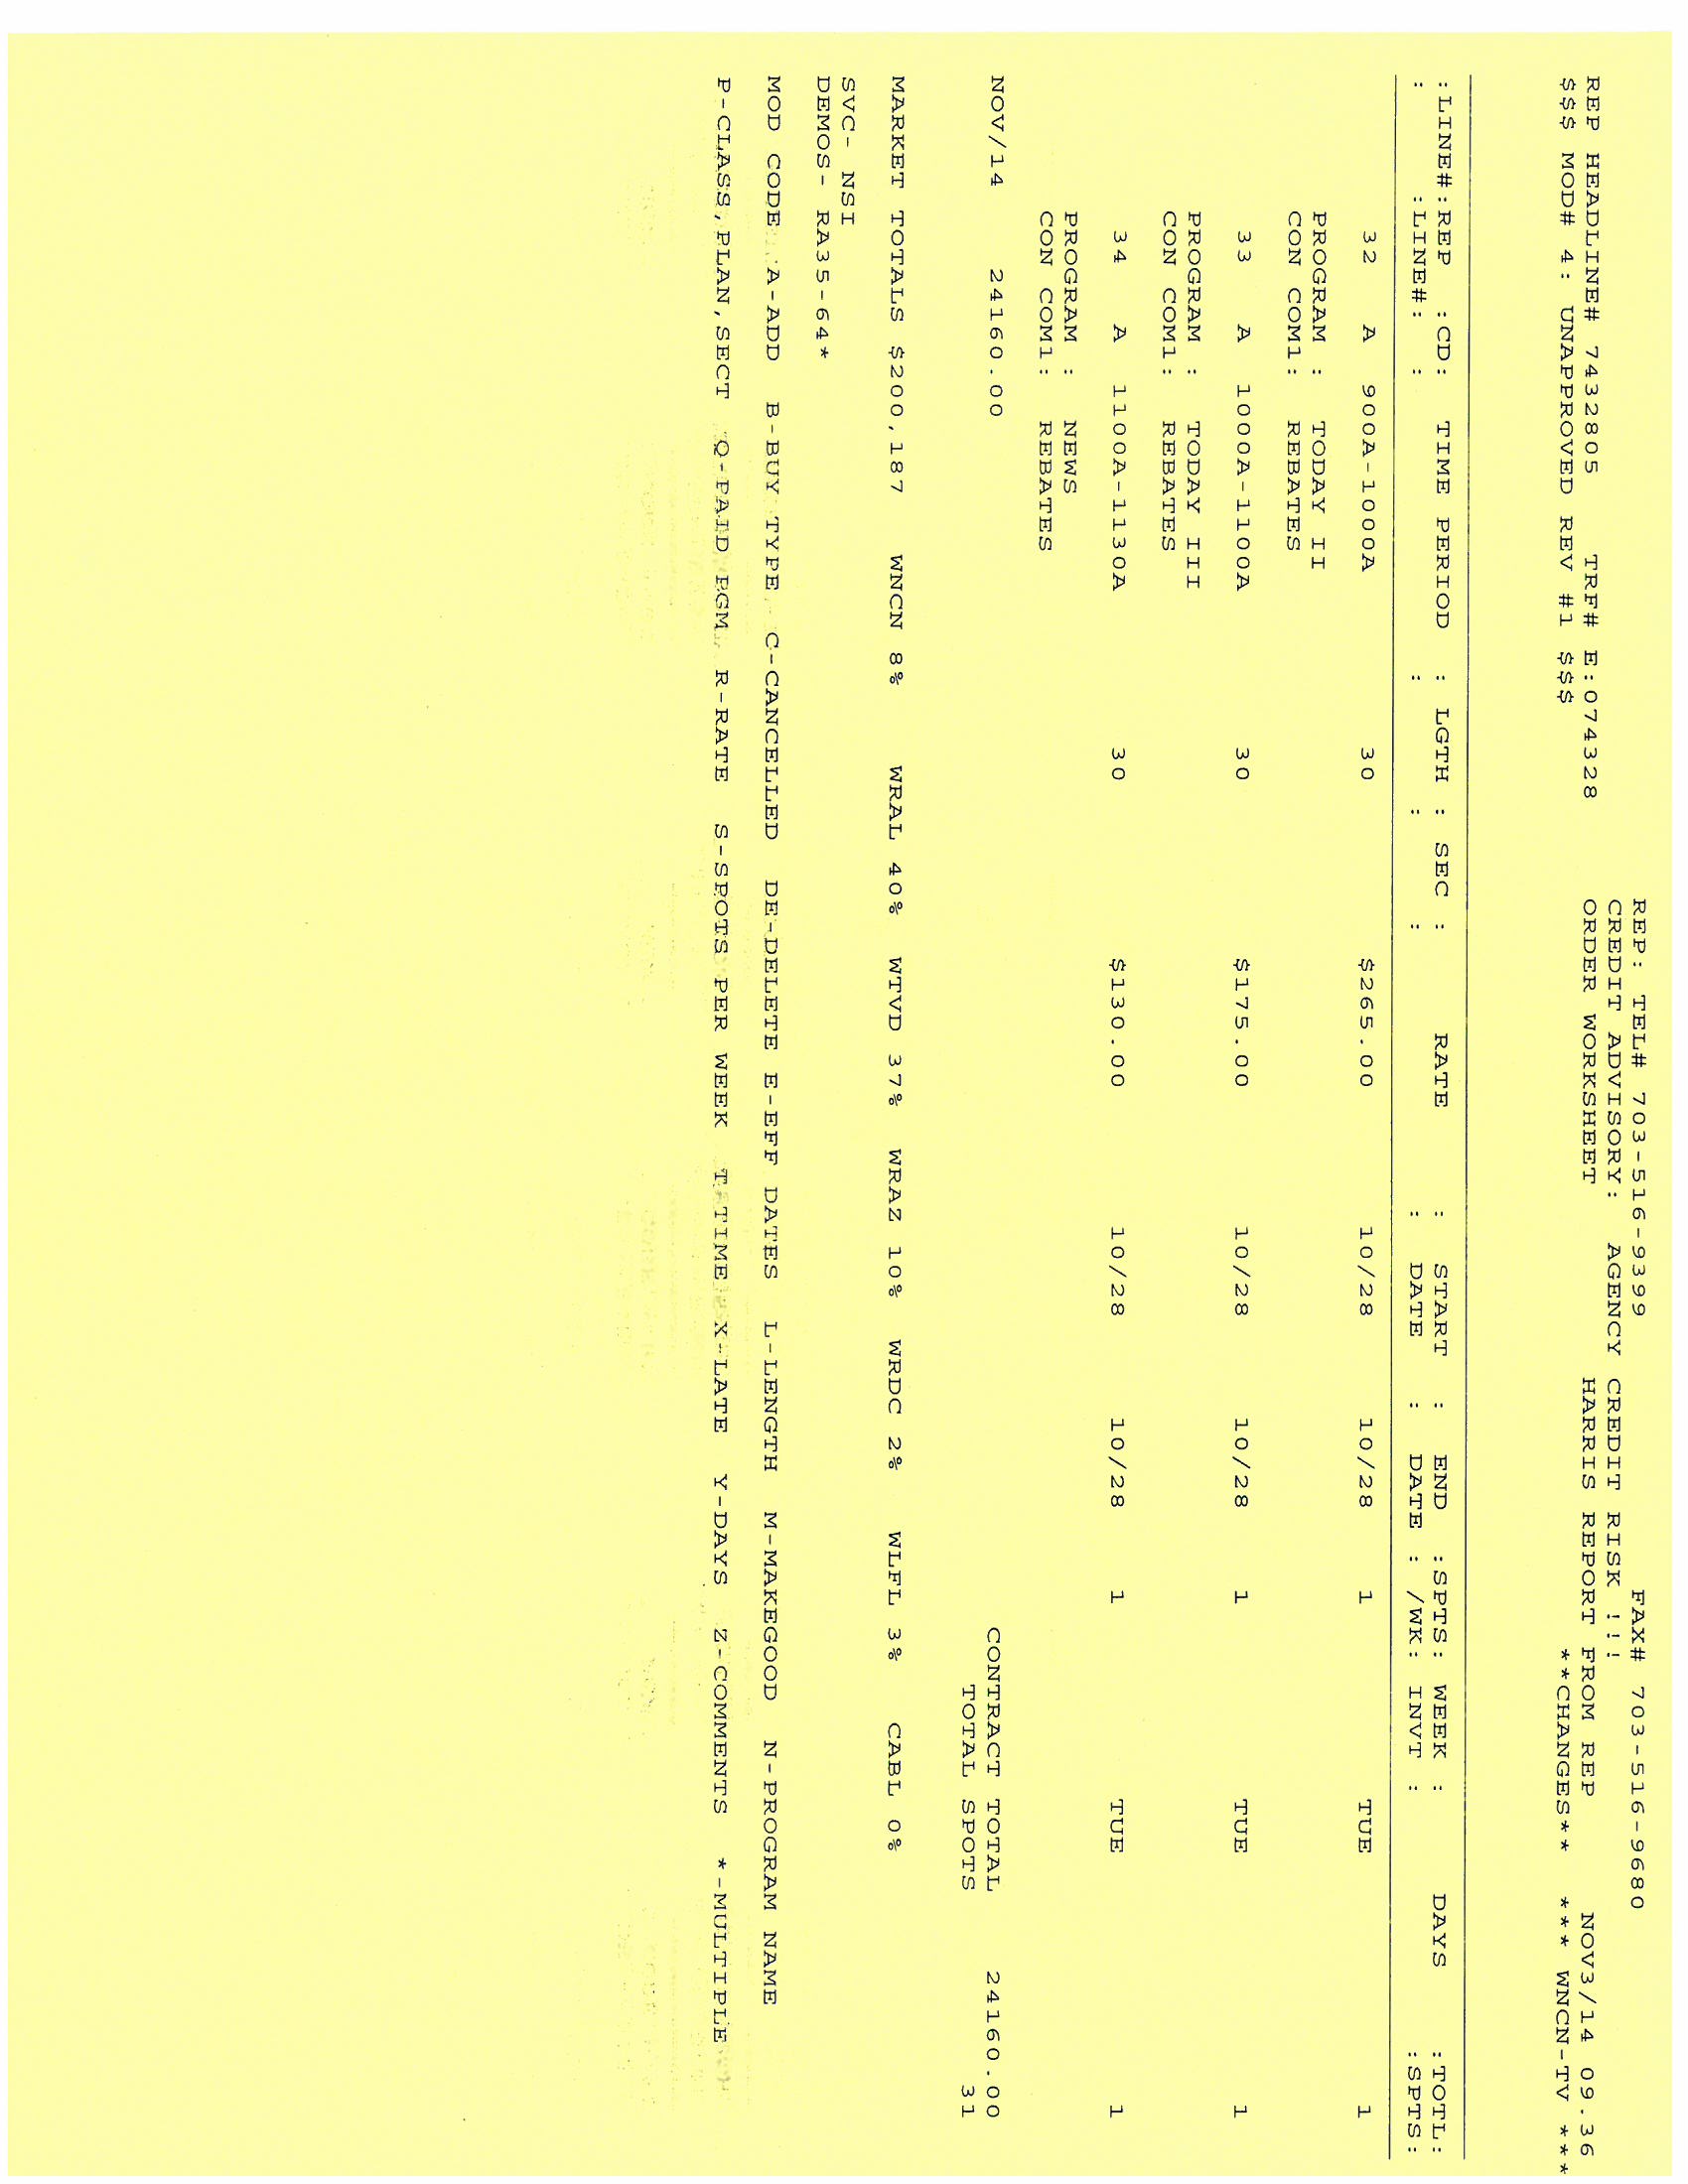 REP: TEL# 703-516-9399 FAX# 703-516-9680
CREDIT ADVISORY: AGENCY CREDIT RISK !!!
REP HEADLINE# 7432805 TRF# E:074328 ORDER WORKSHEET HARRIS REPORT FROM REP NOV3/14 09.36
$$$ MOD# 4: UNAPPROVED REV #1 $$$ **CHANGES** *** WNCN-TV ***
:LINE#:REP :CD: TIME PERIOD : LGTH : SEC : RATE : START : END :SPTS: WEEK : DAYS :TOTL:
: :LINE#: : : : : : DATE : DATE : /WK: INVT : :SPTS:
32 A 900A-1000A 30 $265.00 10/28 10/28 1 TUE 1
PROGRAM : TODAY II
CON COM1: REBATES
33 A 1000A-1100A 30 $175.00 10/28 10/28 1 TUE 1
PROGRAM : TODAY III
CON COM1: REBATES
34 A 1100A-1130A 30 $130.00 10/28 10/28 1 TUE 1
PROGRAM : NEWS
CON COM1: REBATES
NOV/14 24160.00 CONTRACT TOTAL 24160.00
TOTAL SPOTS 31
MARKET TOTALS $200,187 WNCN 8% WRAL 40% WTVD 37% WRAZ 10% WRDC 2% WLFL 3% CABL 0%
SVC- NSI
DEMOS- RA35-64*
MOD CODE A-ADD B-BUY TYPE C-CANCELLED DE-DELETE E-EFF DATES L-LENGTH M-MAKEGOOD N-PROGRAM NAME
P-CLASS,PLAN,SECT Q-PAID PGM R-RATE S-SPOTS PER WEEK T-TIME X-LATE Y-DAYS Z-COMMENTS *-MULTIPLE